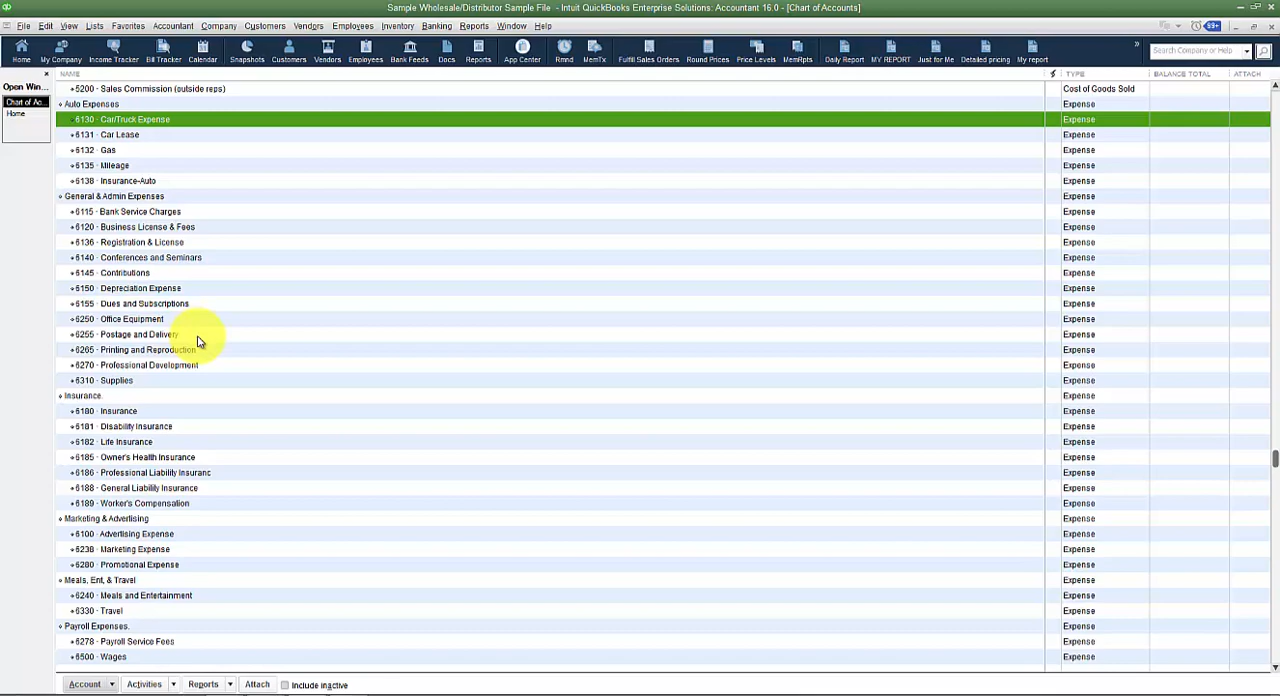 Sample Wholesale/Distributor Sample File - Intuit QuickBooks Enterprise Solutions: Accountant 16.0 - [Chart of Accounts]
File Edit View Lists Favorites Accountant Company Customers Vendors Employees Inventory Banking Reports Window Help 99+
Home My Company Income Tracker Bill Tracker Calendar Snapshots Customers Vendors Employees Bank Feeds Docs Reports App Center Rmnd MemTx Fulfill Sales Orders Round Prices Price Levels MemRpts Daily Report MY REPORT Just for Me Detailed pricing My report » Search Company or Help
NAME TYPE BALANCE TOTAL ATTACH
Open Win...
Chart of Ac...
Home
5200 · Sales Commission (outside reps) Cost of Goods Sold
Auto Expenses Expense
6130 · Car/Truck Expense Expense
6131 · Car Lease Expense
6132 · Gas Expense
6135 · Mileage Expense
6138 · Insurance-Auto Expense
General & Admin Expenses Expense
6115 · Bank Service Charges Expense
6120 · Business License & Fees Expense
6136 · Registration & License Expense
6140 · Conferences and Seminars Expense
6145 · Contributions Expense
6150 · Depreciation Expense Expense
6155 · Dues and Subscriptions Expense
6250 · Office Equipment Expense
6255 · Postage and Delivery Expense
6265 · Printing and Reproduction Expense
6270 · Professional Development Expense
6310 · Supplies Expense
Insurance. Expense
6180 · Insurance Expense
6181 · Disability Insurance Expense
6182 · Life Insurance Expense
6185 · Owner's Health Insurance Expense
6186 · Professional Liability Insuranc Expense
6188 · General Liability Insurance Expense
6189 · Worker's Compensation Expense
Marketing & Advertising Expense
6100 · Advertising Expense Expense
6238 · Marketing Expense Expense
6280 · Promotional Expense Expense
Meals, Ent, & Travel Expense
6240 · Meals and Entertainment Expense
6330 · Travel Expense
Payroll Expenses. Expense
6278 · Payroll Service Fees Expense
6500 · Wages Expense
Account Activities Reports Attach Include inactive